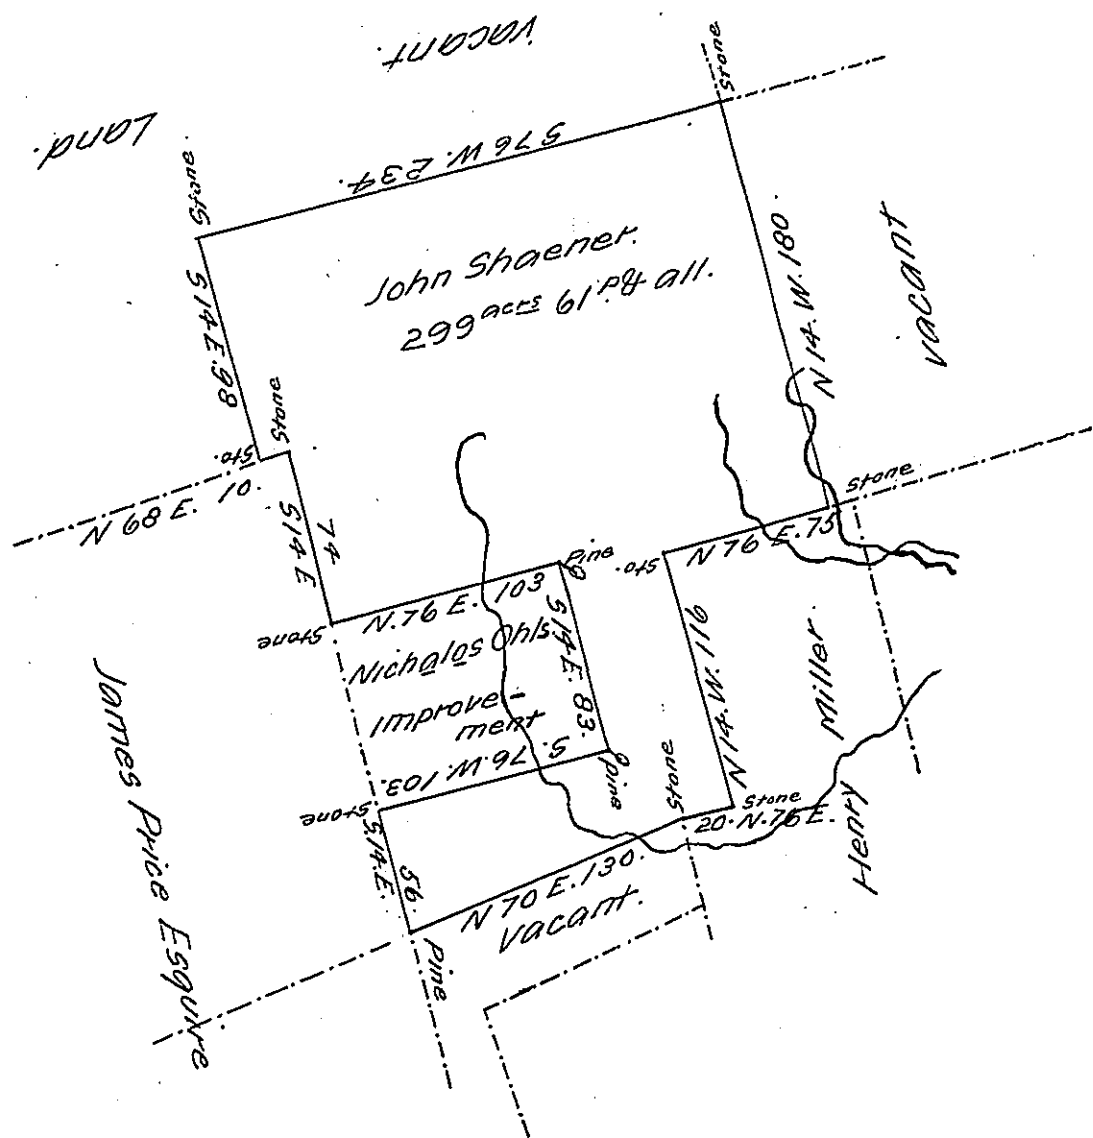 vacant.
Land.
Stone
Stone
S 76 W. 234.
John Shaener.
299 acrs 61 ps. & all.
N 14. W. 180.
vacant
S 14. E. 98
Sto.
Stone
N 68 E. 10.
S 14 E
74
Stone
N. 76 E. 103
Pine
S 14 E. 83.
Pine
Sto.
N 76 E. 75
Stone
Nicholas Ohls
Improve-
ment
S. 76. W. 103.
Stone
S. 14. E.
56.
Pine
N 70 E. 130.
Stone
20. N. 76 E.
Stone
N 14. W. 116
Henry Miller
vacant.
James Price Esquire